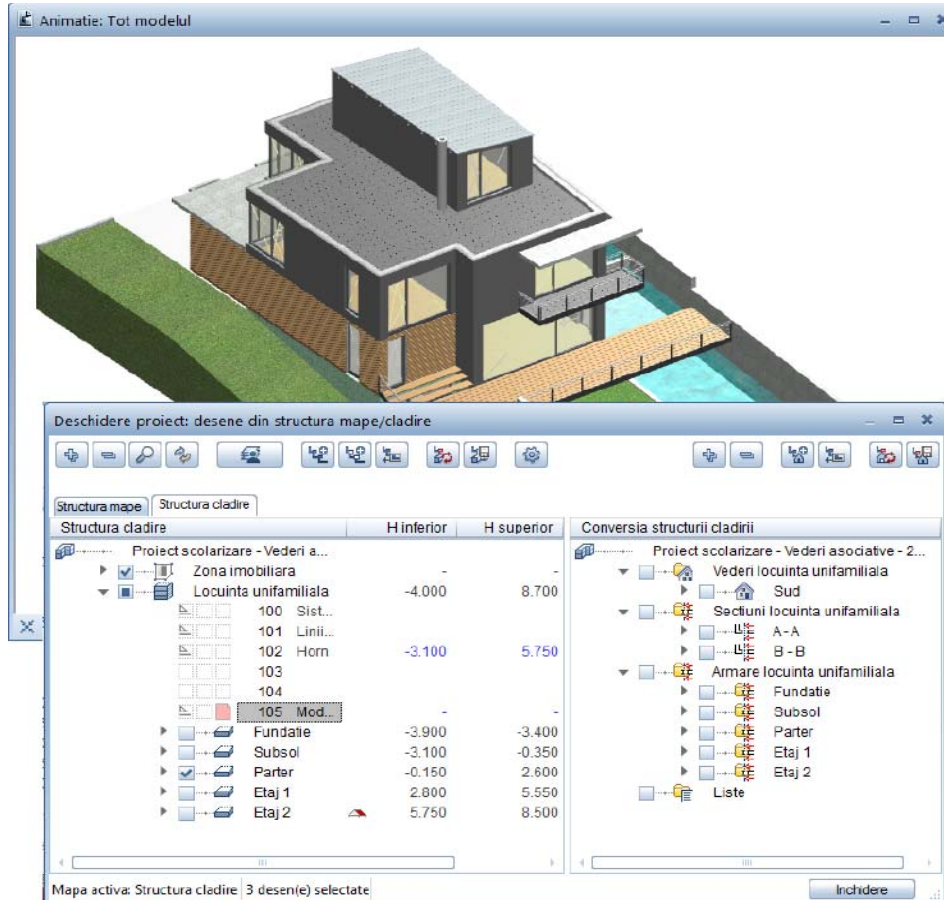 Animatie: Tot modelul
Deschidere proiect: desene din structura mape/cladire
Structura mape Structura cladire
Structura cladire H inferior H superior
Proiect scolarizare - Vederi a...
Zona imobiliara - -
Locuinta unifamiliala -4.000 8.700
100 Sist...
101 Linii...
102 Horn -3.100 5.750
103
104
105 Mod... - -
Fundatie -3.900 -3.400
Subsol -3.100 -0.350
Parter -0.150 2.600
Etaj 1 2.800 5.550
Etaj 2 5.750 8.500
Conversia structurii cladirii
Proiect scolarizare - Vederi asociative - 2...
Vederi locuinta unifamiliala
Sud
Sectiuni locuinta unifamiliala
A - A
B - B
Armare locuinta unifamiliala
Fundatie
Subsol
Parter
Etaj 1
Etaj 2
Liste
Mapa activa: Structura cladire 3 desen(e) selectate
Inchidere